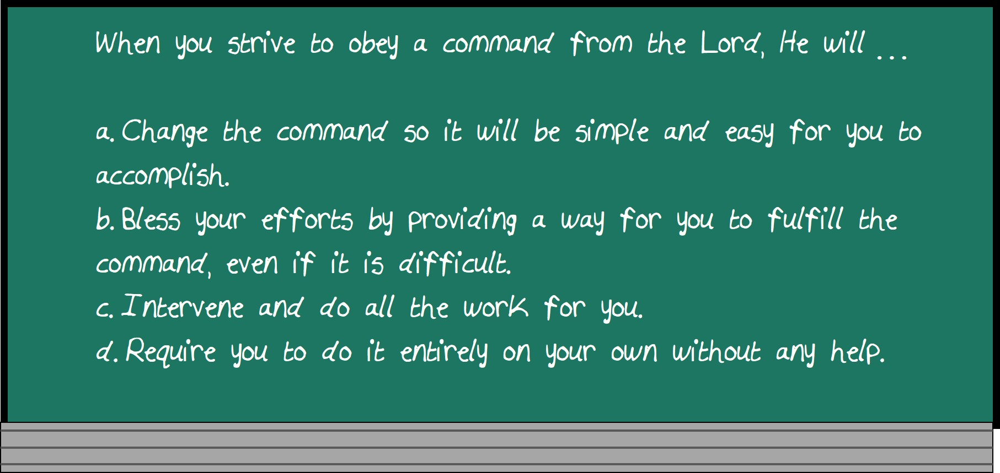 When you strive to obey a command from the Lord, He will ...
a. Change the command so it will be simple and easy for you to
accomplish.
b. Bless your efforts by providing a way for you to fulfill the
command, even if it is difficult.
c. Intervene and do all the work for you.
d. Require you to do it entirely on your own without any help.